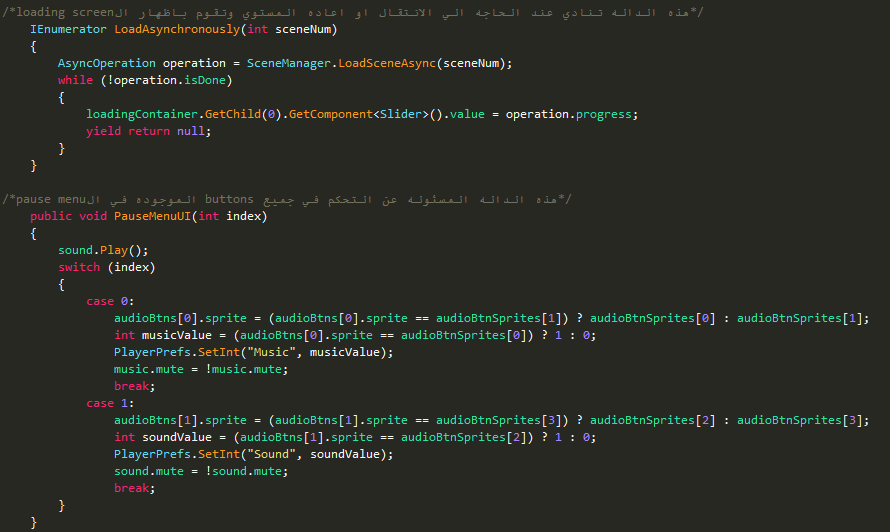 /*هذه الداله تنادي عند الحاجة الي الانتقال او اعاده المستوي وتقوم باظهار الloading screen*/
IEnumerator LoadAsynchronously(int sceneNum)
{
AsyncOperation operation = SceneManager.LoadSceneAsync(sceneNum);
while (!operation.isDone)
{
loadingContainer.GetChild(0).GetComponent<Slider>().value = operation.progress;
yield return null;
}
}
/*هذه الداله المسئوله عن التحكم في جميع buttons الموجوده في الpause menu*/
public void PauseMenuUI(int index)
{
sound.Play();
switch (index)
{
case 0:
audioBtns[0].sprite = (audioBtns[0].sprite == audioBtnSprites[1]) ? audioBtnSprites[0] : audioBtnSprites[1];
int musicValue = (audioBtns[0].sprite == audioBtnSprites[0]) ? 1 : 0;
PlayerPrefs.SetInt("Music", musicValue);
music.mute = !music.mute;
break;
case 1:
audioBtns[1].sprite = (audioBtns[1].sprite == audioBtnSprites[3]) ? audioBtnSprites[2] : audioBtnSprites[3];
int soundValue = (audioBtns[1].sprite == audioBtnSprites[2]) ? 1 : 0;
PlayerPrefs.SetInt("Sound", soundValue);
sound.mute = !sound.mute;
break;
}
}